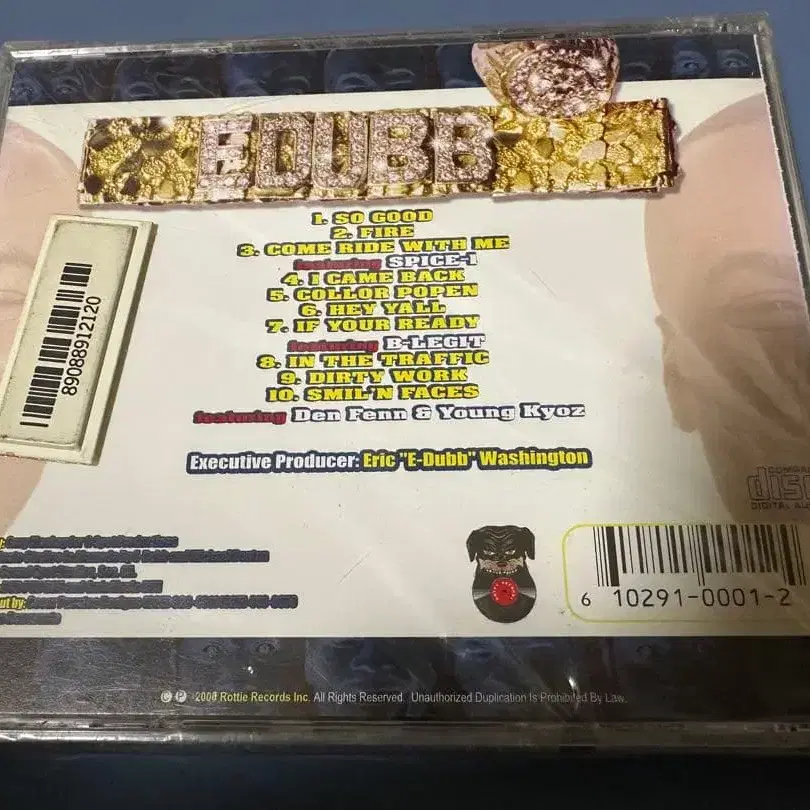 EDUBB
1. SO GOOD
2. FIRE
3. COME RIDE WITH ME
featuring SPICE-1
4. I CAME BACK
5. COLLOR POPEN
6. HEY YALL
7. IF YOUR READY
featuring B-LEGIT
8. IN THE TRAFFIC
9. DIRTY WORK
10. SMIL'N FACES
featuring Den Fenn & Young Kyoz
Executive Producer: Eric "E-Dubb" Washington
89088912120
DIGITAL
6 10291-0001-2
© ℗ Rottie Records Inc. All Rights Reserved. Unauthorized Duplication Is Prohibited By Law.